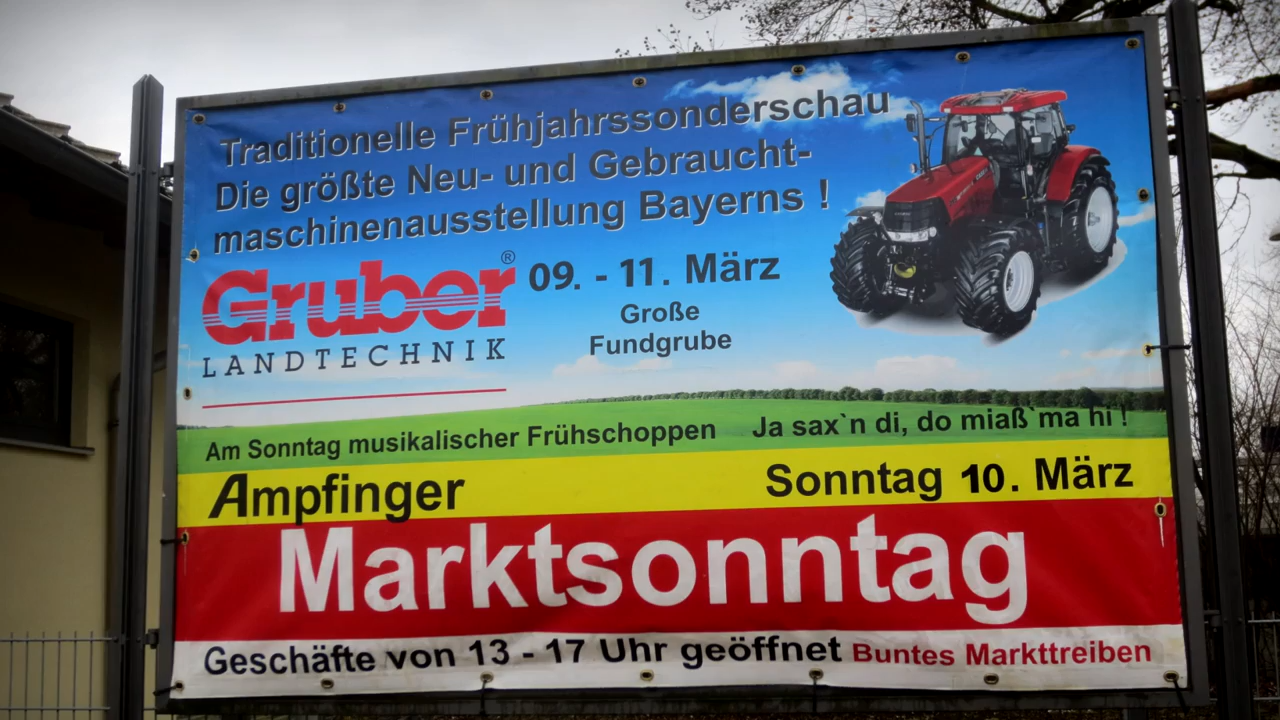 Traditionelle Frühjahrssonderschau
Die größte Neu- und Gebraucht-
maschinenausstellung Bayerns !
Gruber®
LANDTECHNIK
09. - 11. März
Große
Fundgrube
Am Sonntag musikalischer Frühschoppen
Ja sax`n di, do miaß`ma hi !
Ampfinger
Sonntag 10. März
Marktsonntag
Geschäfte von 13 - 17 Uhr geöffnet Buntes Markttreiben